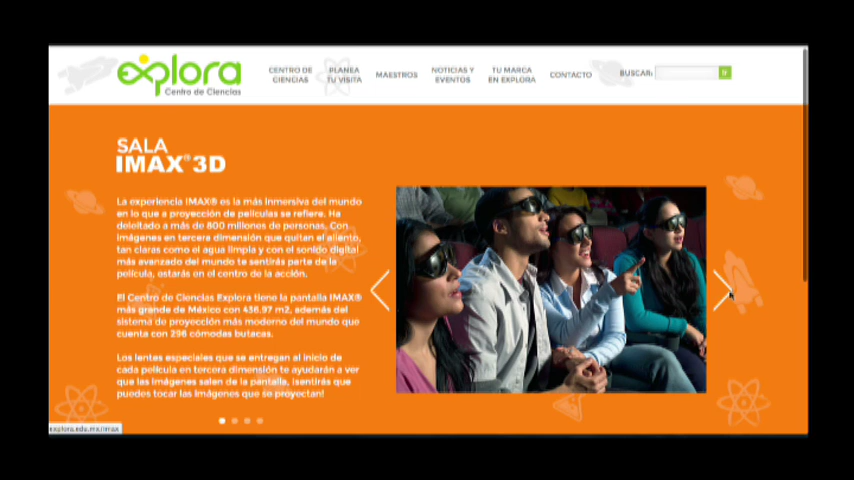 explora
Centro de Ciencias
CENTRO DE
CIENCIAS
PLANEA
TU VISITA
MAESTROS
NOTICIAS Y
EVENTOS
TU MARCA
EN EXPLORA
CONTACTO
BUSCAR:
SALA
IMAX® 3D
La experiencia IMAX® es la más inmersiva del mundo
en lo que a proyección de películas se refiere. Ha
deleitado a más de 800 millones de personas. Con
imágenes en tercera dimensión que quitan el aliento,
tan claras como el agua limpia y con el sonido digital
más avanzado del mundo te sentirás parte de la
película, estarás en el centro de la acción.
El Centro de Ciencias Explora tiene la pantalla IMAX®
más grande de México con 436.97 m2, además del
sistema de proyección más moderno del mundo que
cuenta con 298 cómodas butacas.
Los lentes especiales que se entregan al inicio de
cada película en tercera dimensión te ayudarán a ver
que las imágenes salen de la pantalla, ¡sentirás que
puedes tocar las imágenes que se proyectan!
explora.edu.mx/imax